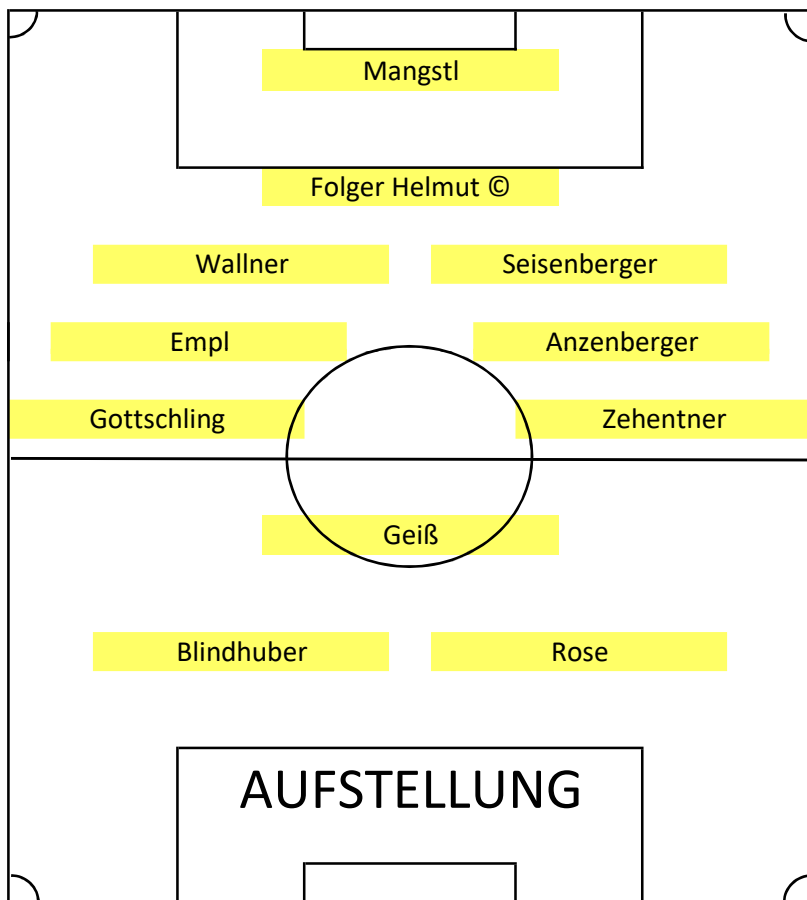 Mangstl
Folger Helmut ©
Wallner Seisenberger
Empl Anzenberger
Gottschling Zehentner
Geiß
Blindhuber Rose
AUFSTELLUNG